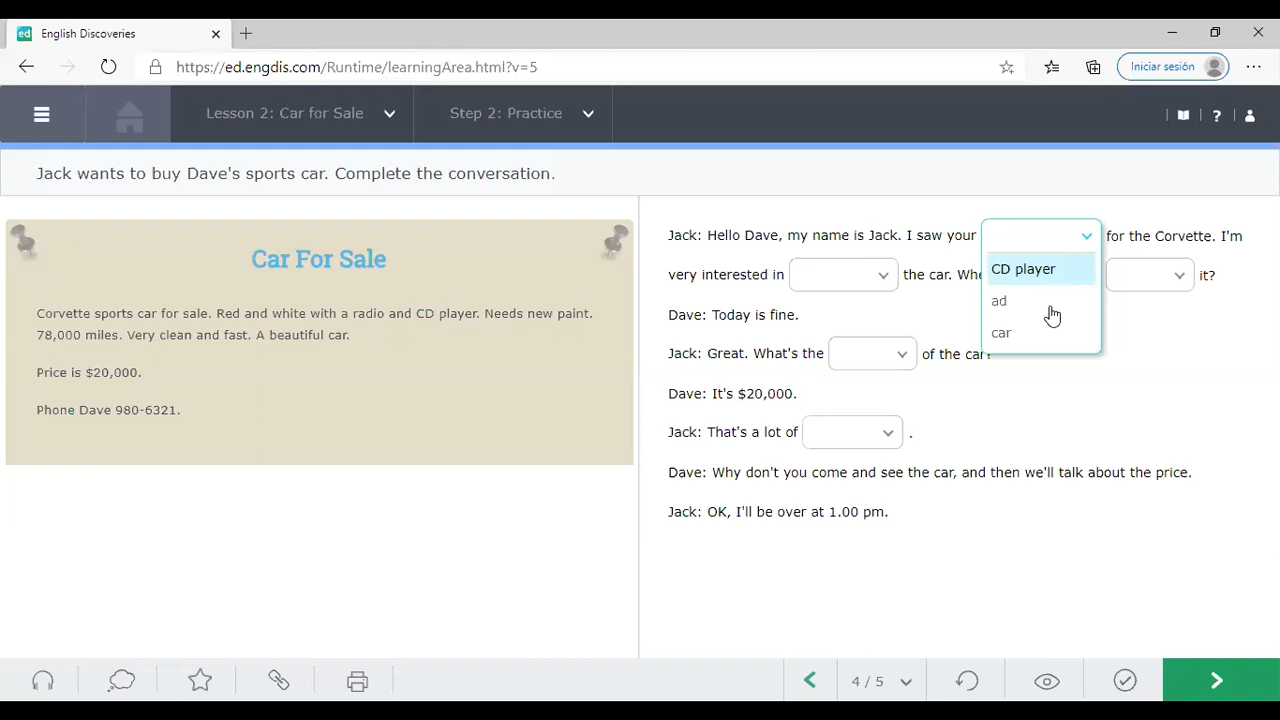 English Discoveries
https://ed.engdis.com/Runtime/learningArea.html?v=5
Iniciar sesión
Lesson 2: Car for Sale
Step 2: Practice
?
Jack wants to buy Dave's sports car. Complete the conversation.
Car For Sale
Corvette sports car for sale. Red and white with a radio and CD player. Needs new paint.
78,000 miles. Very clean and fast. A beautiful car.
Price is $20,000.
Phone Dave 980-6321.
Jack: Hello Dave, my name is Jack. I saw your for the Corvette. I'm
very interested in the car. Whe it?
CD player
ad
car
Dave: Today is fine.
Jack: Great. What's the of the car?
Dave: It's $20,000.
Jack: That's a lot of .
Dave: Why don't you come and see the car, and then we'll talk about the price.
Jack: OK, I'll be over at 1.00 pm.
4 / 5